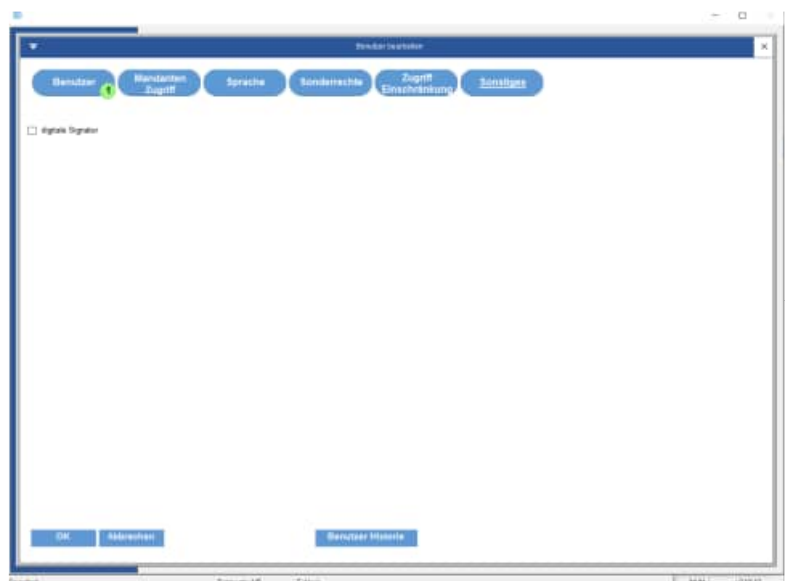 Benutzer bearbeiten
Benutzer
1
Mandanten
Zugriff
Sprache
Sonderrechte
Zugriff
Einschränkung
Sonstiges
digitale Signatur
OK
Abbrechen
Benutzer Historie